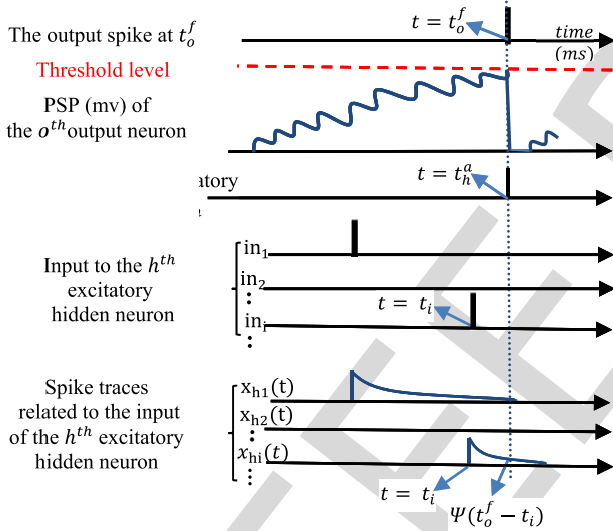 The output spike at t_o^f
t = t_o^f
time
(ms)
Threshold level
PSP (mv) of
the o^th output neuron
atory
t = t_h^a
Input to the h^th
excitatory
hidden neuron
in_1
in_2
⋮
in_i
⋮
t = t_i
Spike traces
related to the input
of the h^th excitatory
hidden neuron
x_h1(t)
x_h2(t)
⋮
x_hi(t)
⋮
t = t_i
Ψ(t_o^f − t_i)